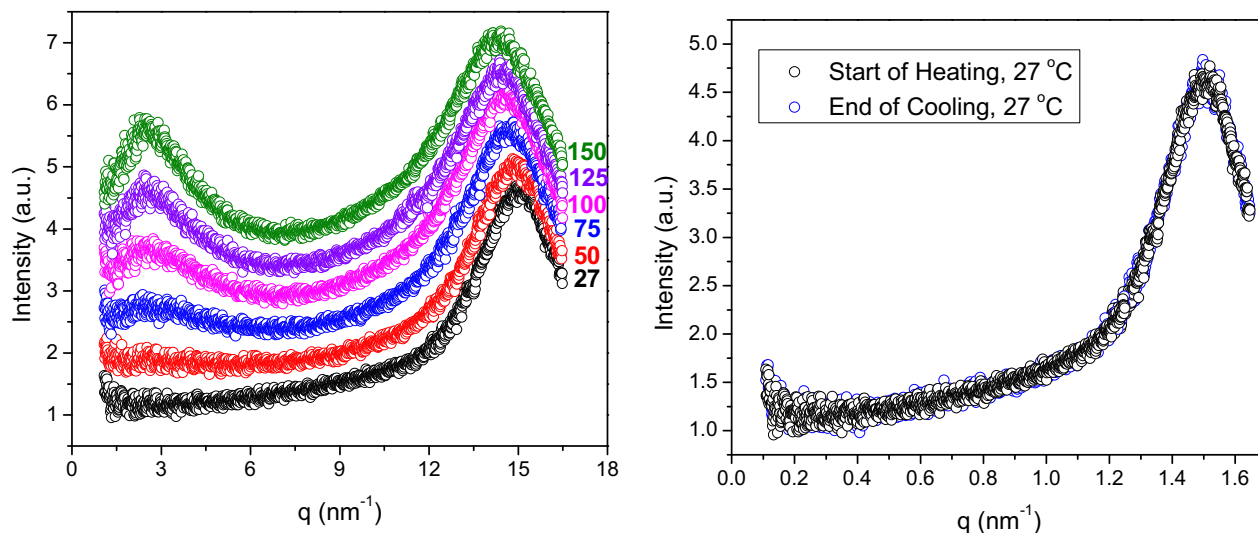 7
6
5
4
3
2
1
Intensity (a.u.)
150
125
100
75
50
27
0 3 6 9 12 15 18
q (nm⁻¹)
5.0
4.5
4.0
3.5
3.0
2.5
2.0
1.5
1.0
Intensity (a.u.)
Start of Heating, 27 °C
End of Cooling, 27 °C
0.0 0.2 0.4 0.6 0.8 1.0 1.2 1.4 1.6
q (nm⁻¹)